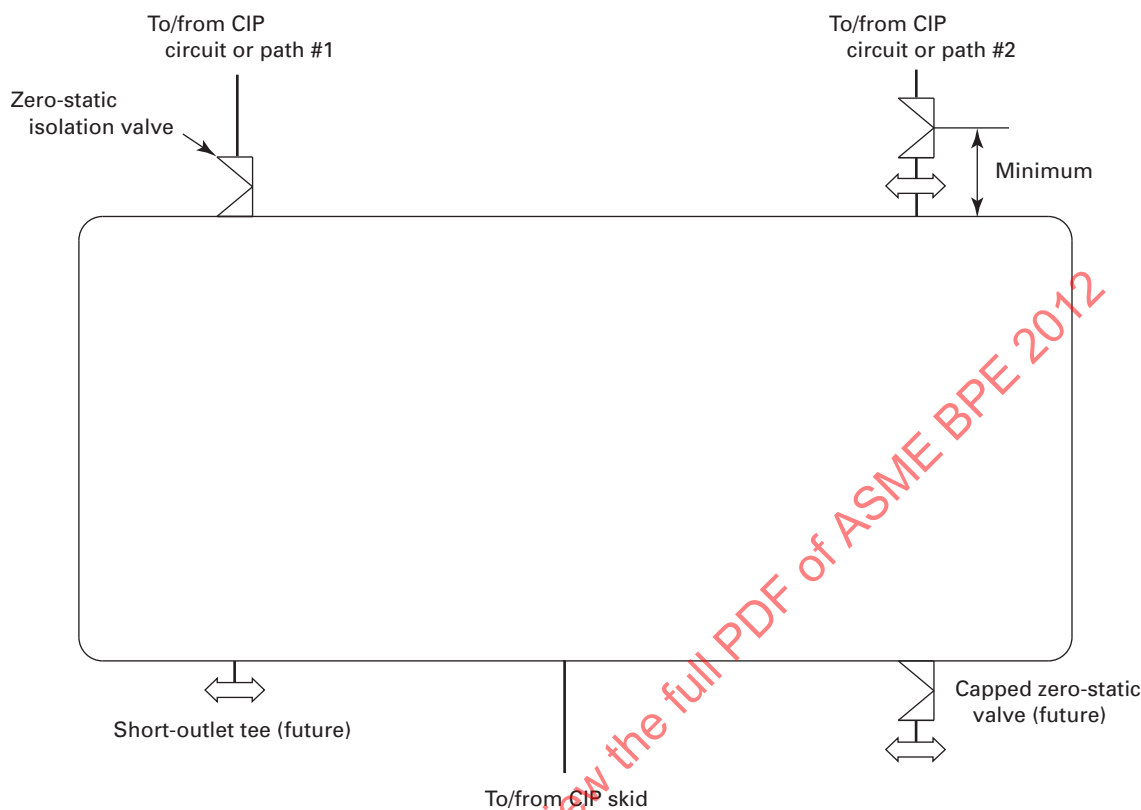 To/from CIP
circuit or path #1
To/from CIP
circuit or path #2
Zero-static
isolation valve
Minimum
Short-outlet tee (future)
Capped zero-static
valve (future)
To/from CIP skid
ew the full PDF of ASME BPE 2012